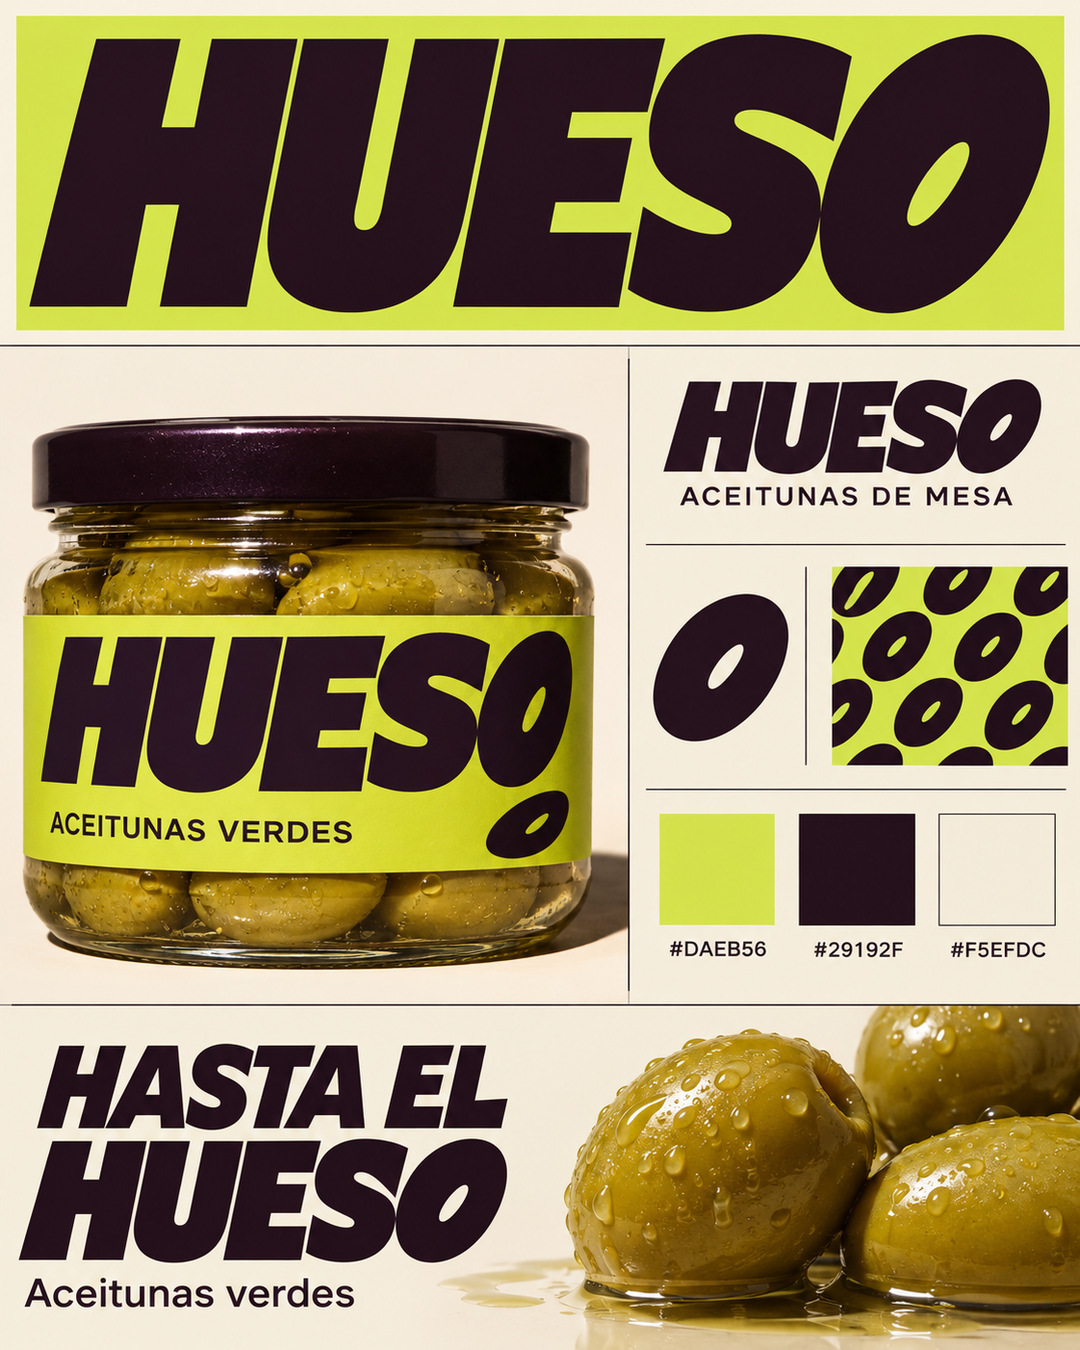 HUESO
HUESO
ACEITUNAS DE MESA
HUESO
ACEITUNAS VERDES
#DAEB56
#29192F
#F5EFDC
HASTA EL
HUESO
Aceitunas verdes